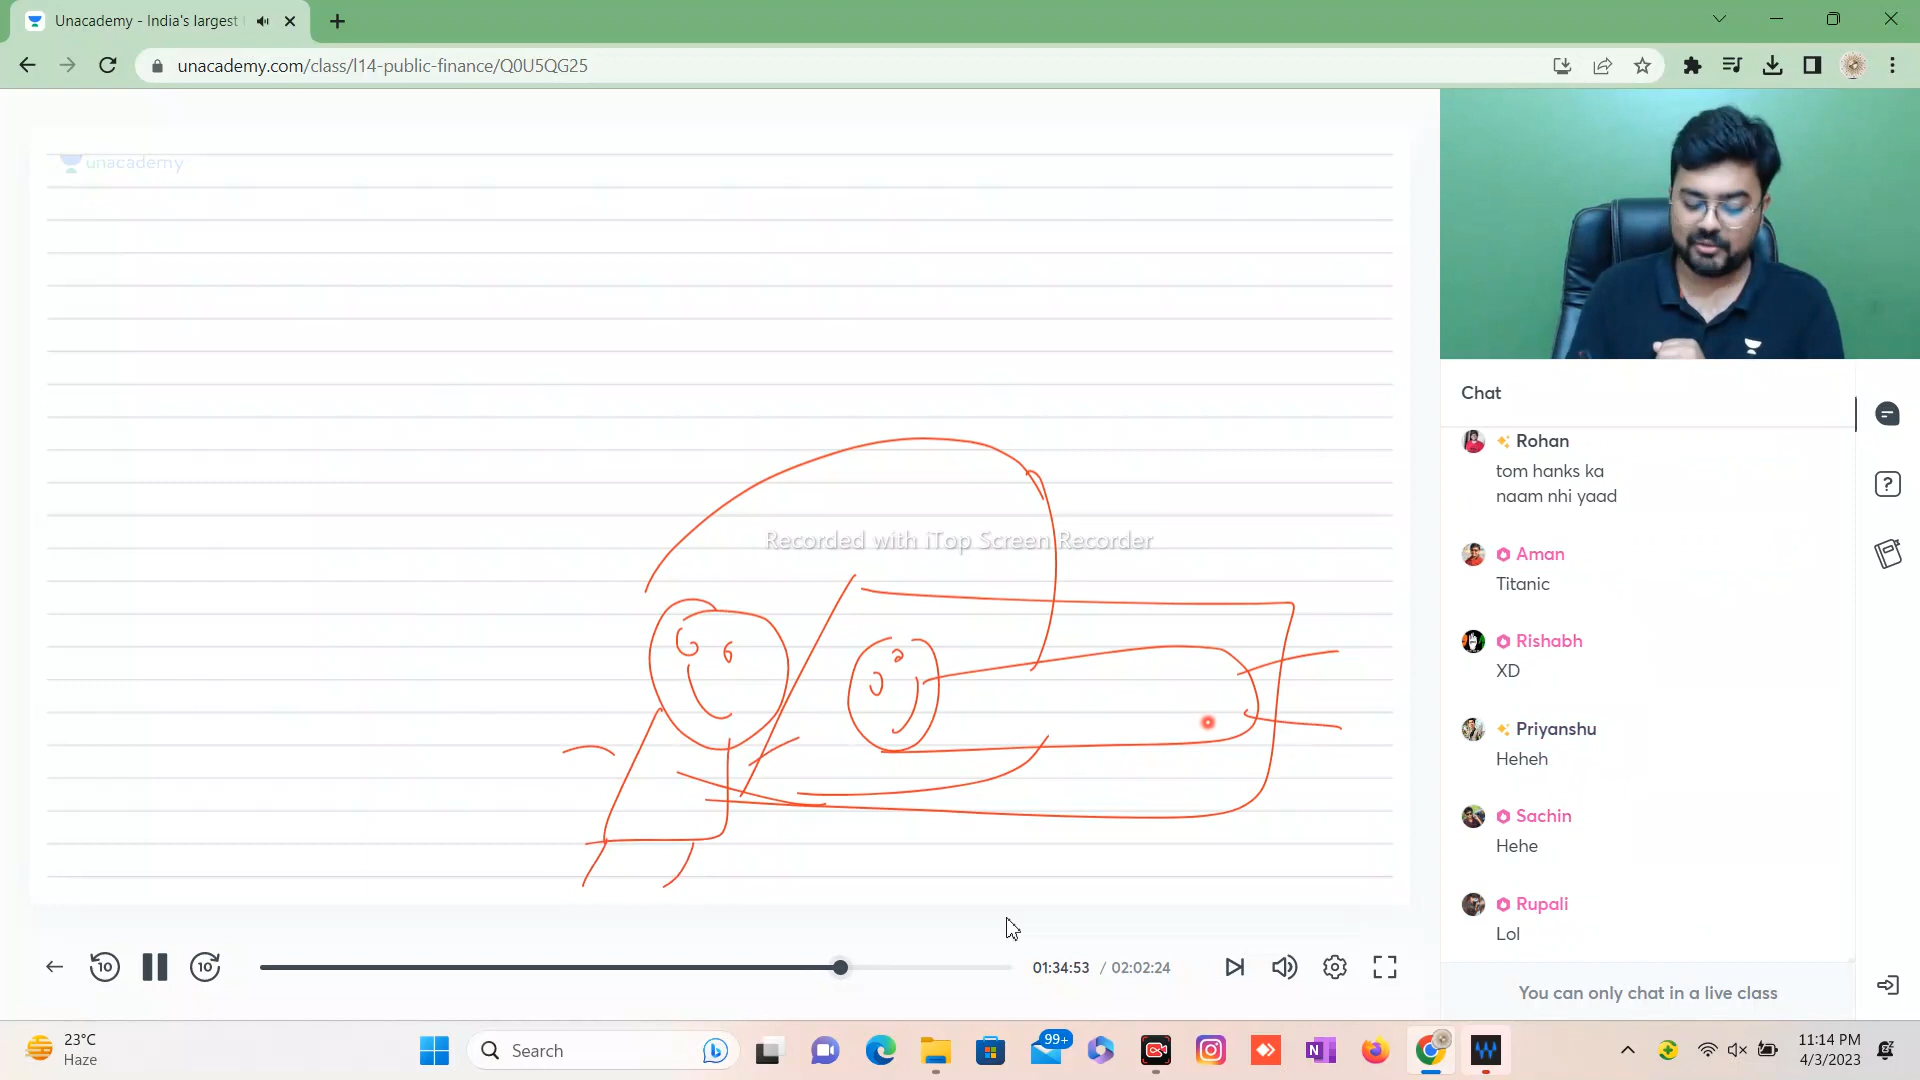 Unacademy - India's largest
unacademy.com/class/l14-public-finance/Q0U5QG25
unacademy
Recorded with iTop Screen Recorder
Chat
Rohan
tom hanks ka
naam nhi yaad
Aman
Titanic
Rishabh
XD
Priyanshu
Heheh
Sachin
Hehe
Rupali
Lol
You can only chat in a live class
10
10
01:34:53 / 02:02:24
23°C
Haze
Search
99+
11:14 PM
4/3/2023